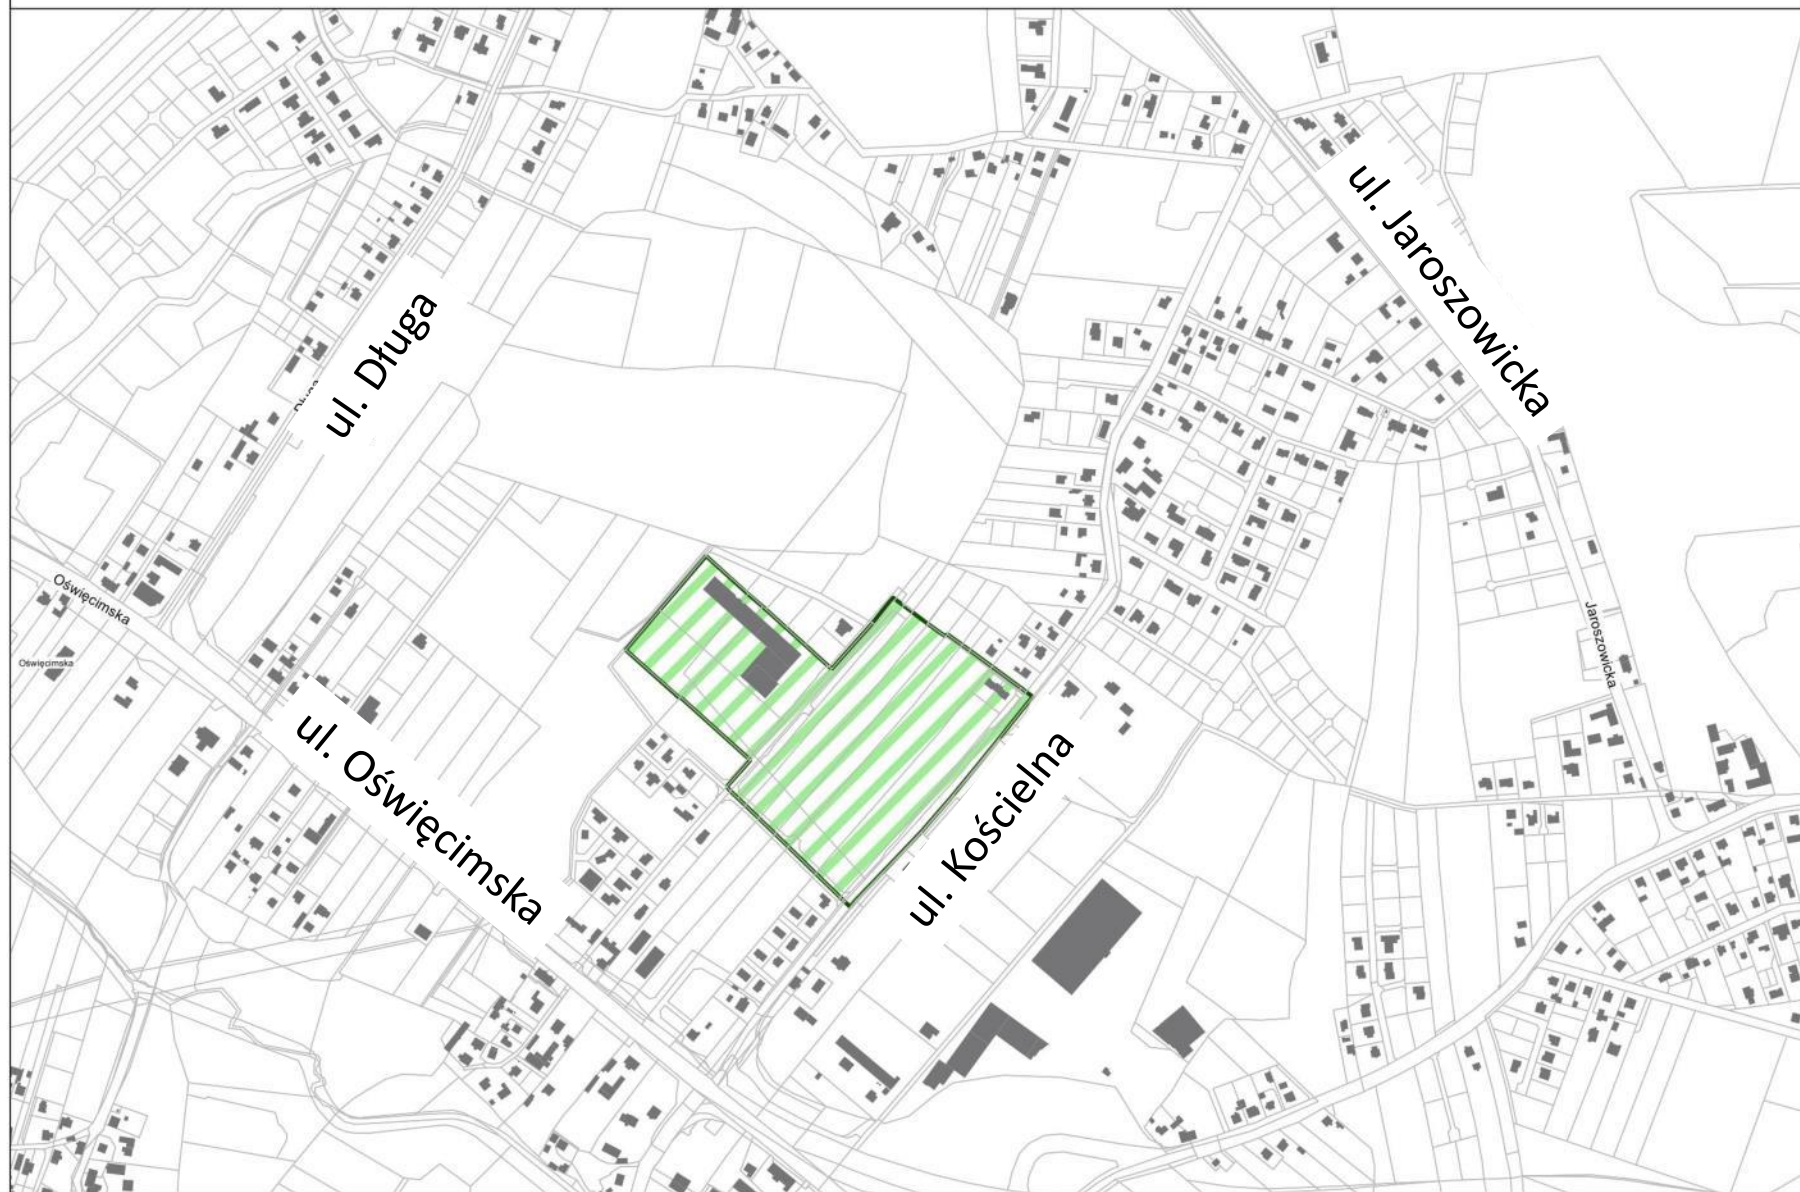 ul. Jaroszowicka
ul. Długa
Oświęcimska
Oświęcimska
Jaroszowicka
ul. Oświęcimska
ul. Kościelna